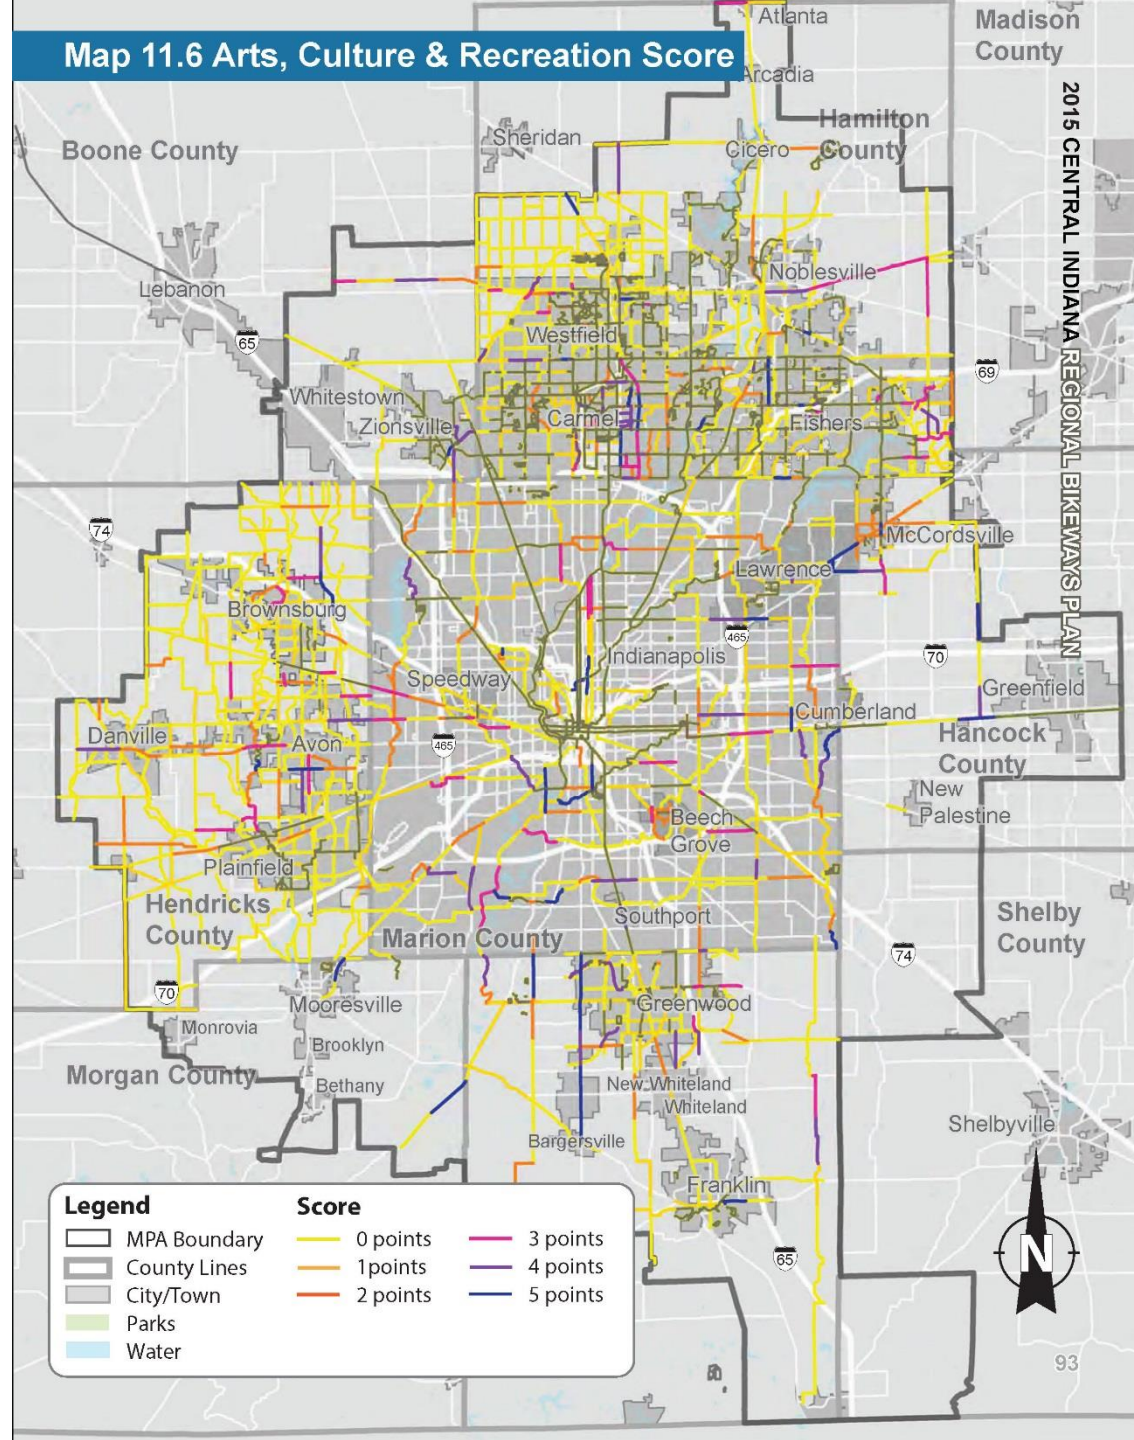 Map 11.6 Arts, Culture & Recreation Score
Atlanta
Madison
County
Arcadia
2015 CENTRAL INDIANA REGIONAL BIKEWAYS PLAN
Hamilton
County
Sheridan
Cicero
Boone County
Noblesville
Lebanon
Westfield
65
69
Whitestown
Zionsville
Carmel
Fishers
74
McCordsville
Lawrence
Brownsburg
465
Indianapolis
70
Speedway
Greenfield
Cumberland
Danville
Avon
465
Hancock
County
New
Palestine
Beech
Grove
Plainfield
Hendricks
County
Southport
Shelby
County
Marion County
74
70
Mooresville
Greenwood
Monrovia
Brooklyn
Morgan County
Bethany
New Whiteland
Whiteland
Shelbyville
Bargersville
Franklin
Legend
MPA Boundary
County Lines
City/Town
Parks
Water
Score
0 points
1points
2 points
3 points
4 points
5 points
65
N
93